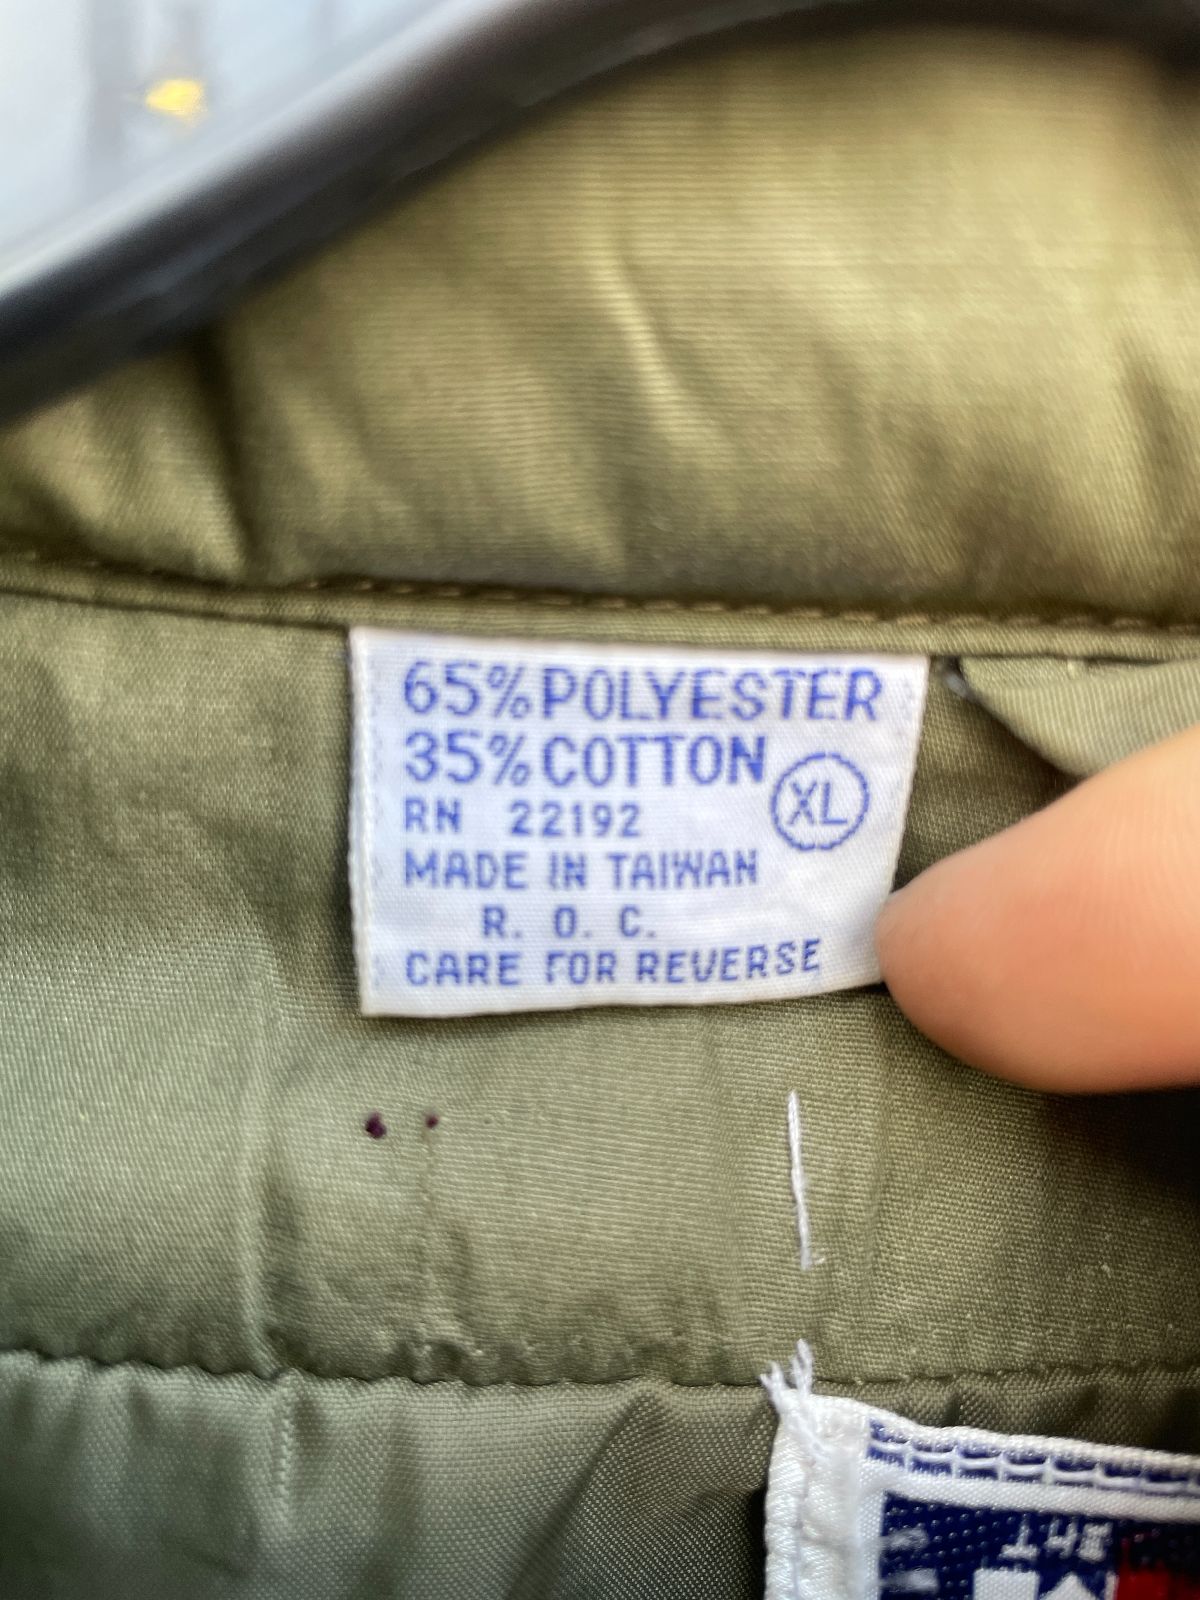 65% POLYESTER
35% COTTON
XL
RN 22192
MADE IN TAIWAN
R. O. C.
CARE FOR REVERSE